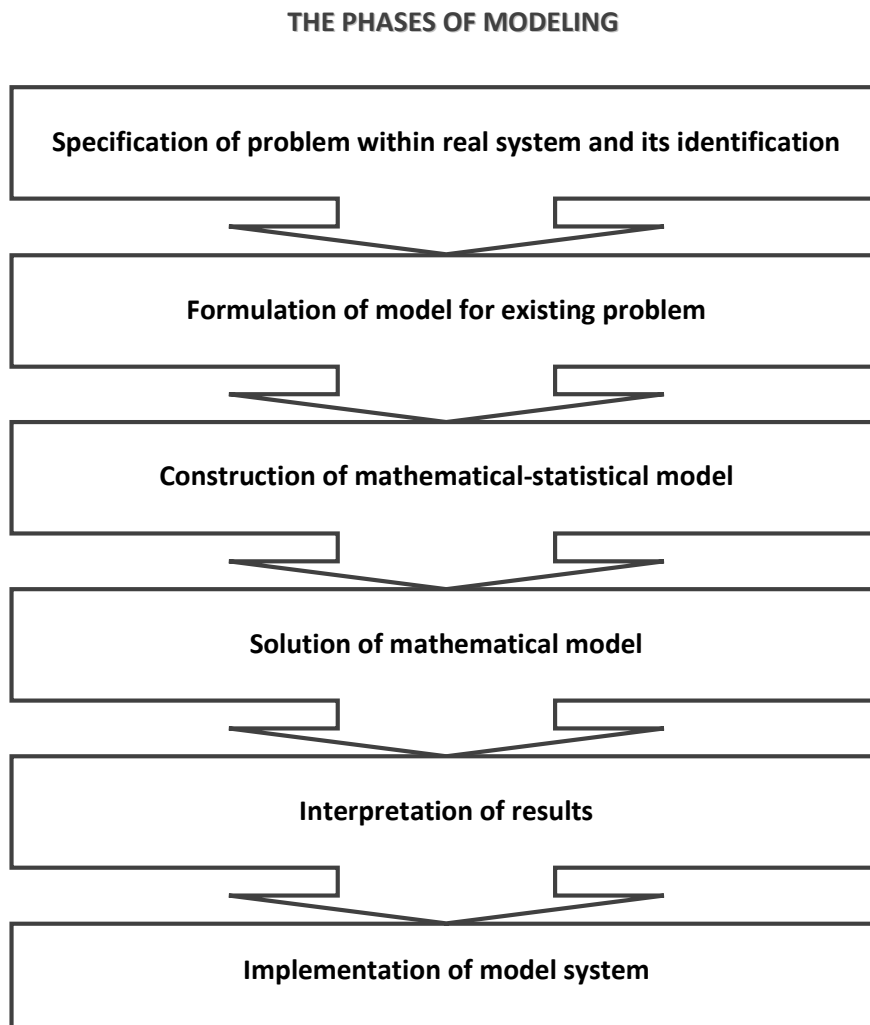 THE PHASES OF MODELING
Specification of problem within real system and its identification
Formulation of model for existing problem
Construction of mathematical-statistical model
Solution of mathematical model
Interpretation of results
Implementation of model system